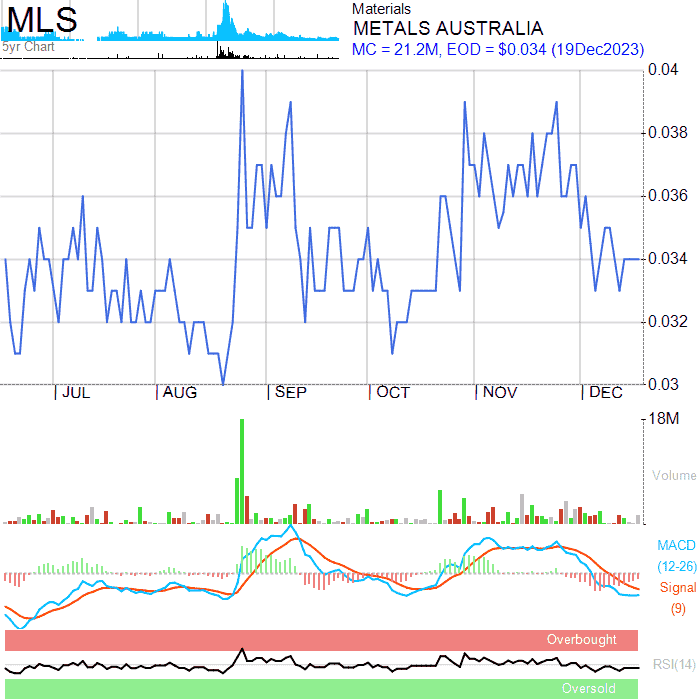 MLS
5yr Chart
Materials
METALS AUSTRALIA
MC = 21.2M, EOD = $0.034 (19Dec2023)
0.04
0.038
0.036
0.034
0.032
0.03
JUL AUG SEP OCT NOV DEC
18M
Volume
MACD
(12-26)
Signal
(9)
Overbought
RSI(14)
Oversold